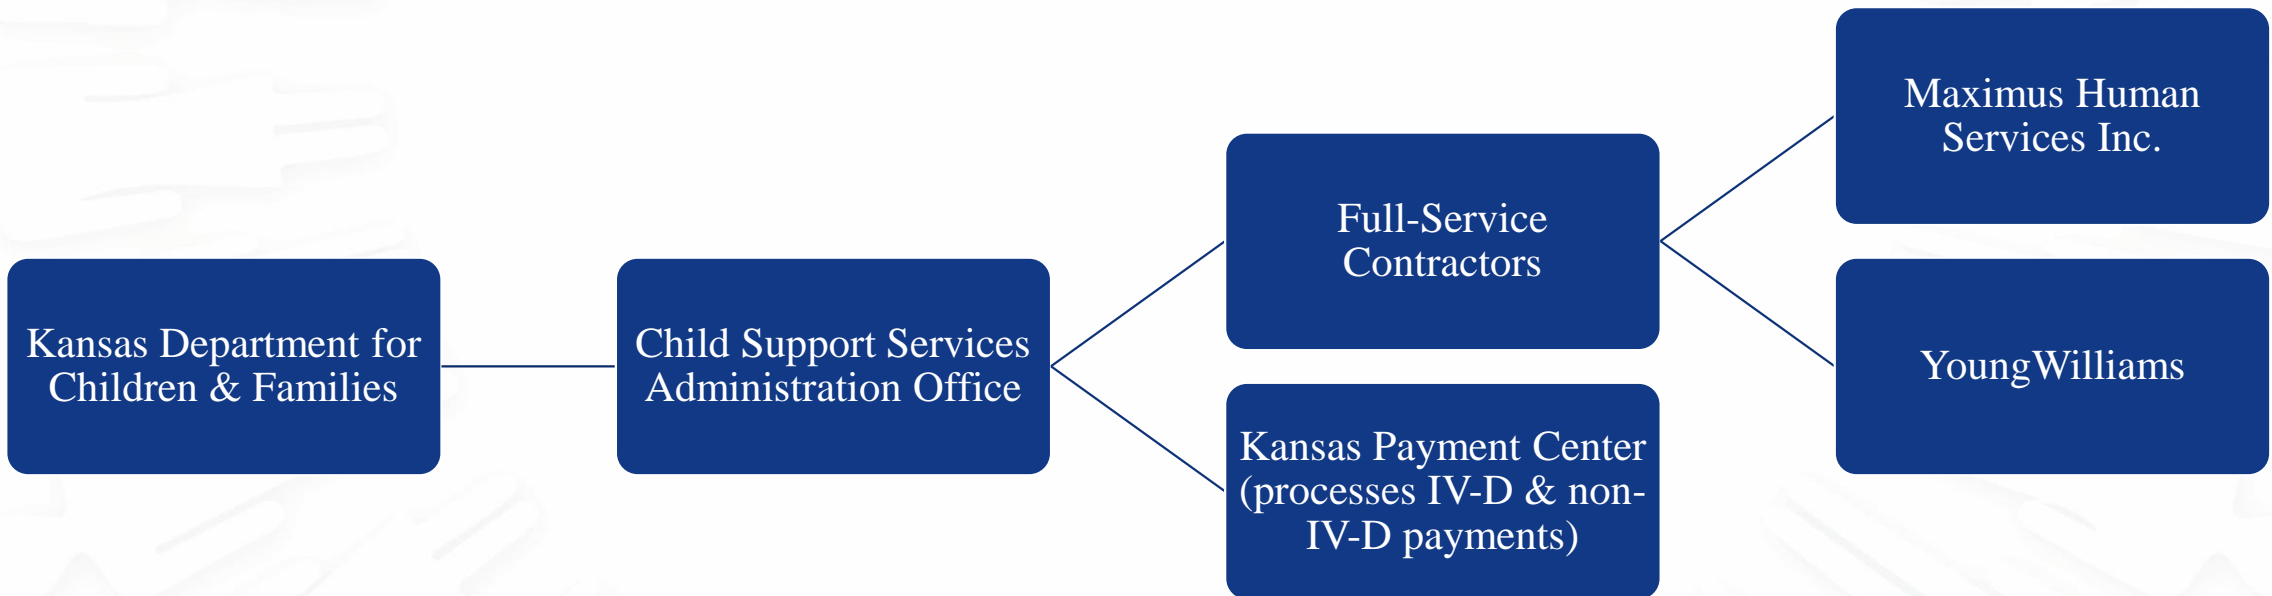 Kansas Department for
Children & Families
Child Support Services
Administration Office
Full-Service
Contractors
Kansas Payment Center
(processes IV-D & non-
IV-D payments)
Maximus Human
Services Inc.
YoungWilliams